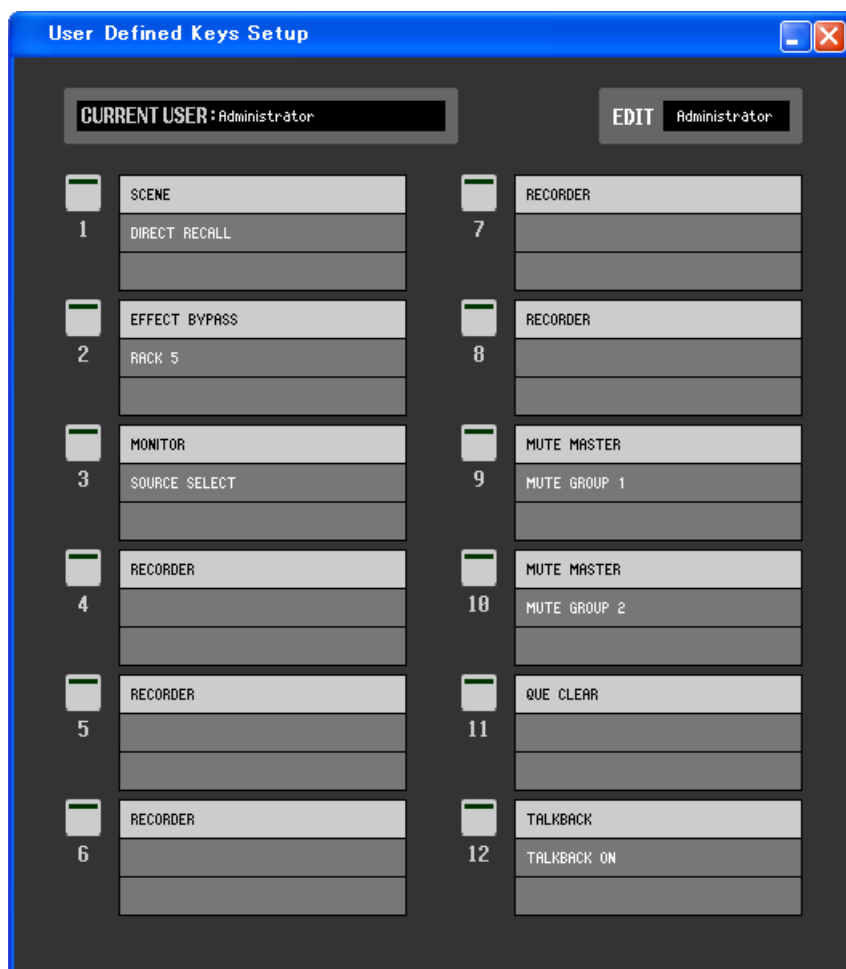 User Defined Keys Setup
CURRENT USER : Administrator
EDIT Administrator
1
SCENE
DIRECT RECALL
2
EFFECT BYPASS
RACK 5
3
MONITOR
SOURCE SELECT
4
RECORDER
5
RECORDER
6
RECORDER
7
RECORDER
8
RECORDER
9
MUTE MASTER
MUTE GROUP 1
10
MUTE MASTER
MUTE GROUP 2
11
QUE CLEAR
12
TALKBACK
TALKBACK ON